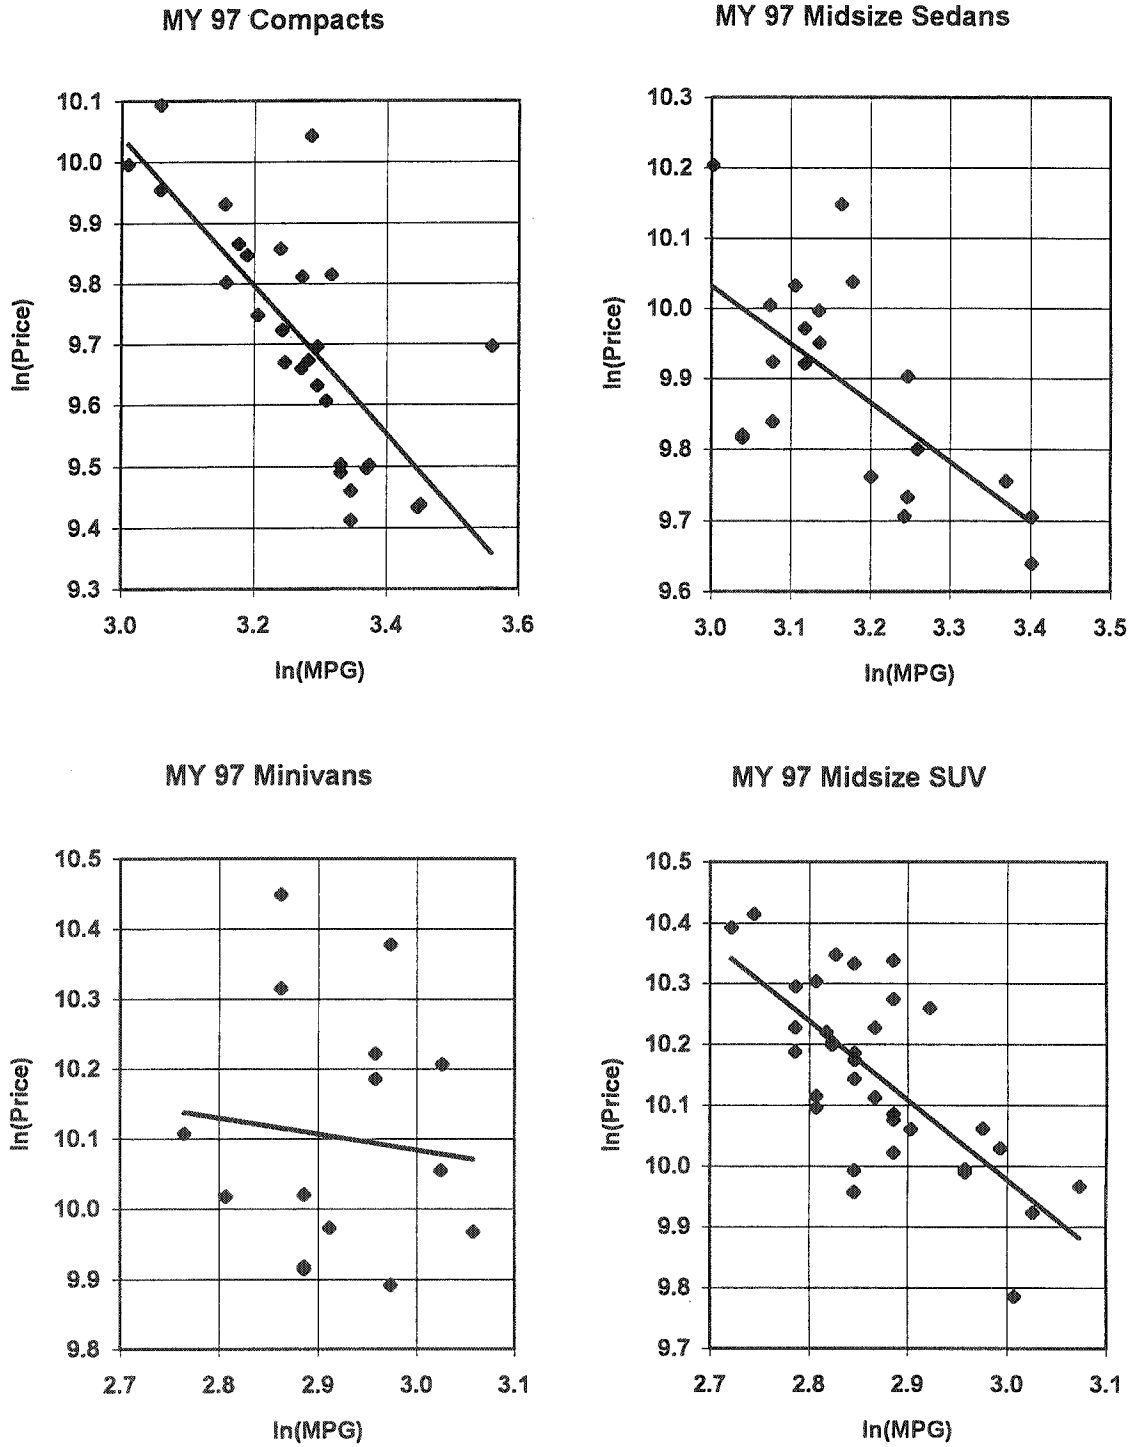 MY 97 Compacts
10.1
10.0
9.9
9.8
9.7
9.6
9.5
9.4
9.3
ln(Price)
3.0 3.2 3.4 3.6
ln(MPG)
MY 97 Midsize Sedans
10.3
10.2
10.1
10.0
9.9
9.8
9.7
9.6
ln(Price)
3.0 3.1 3.2 3.3 3.4 3.5
ln(MPG)
MY 97 Minivans
10.5
10.4
10.3
10.2
10.1
10.0
9.9
9.8
ln(Price)
2.7 2.8 2.9 3.0 3.1
ln(MPG)
MY 97 Midsize SUV
10.5
10.4
10.3
10.2
10.1
10.0
9.9
9.8
9.7
ln(Price)
2.7 2.8 2.9 3.0 3.1
ln(MPG)